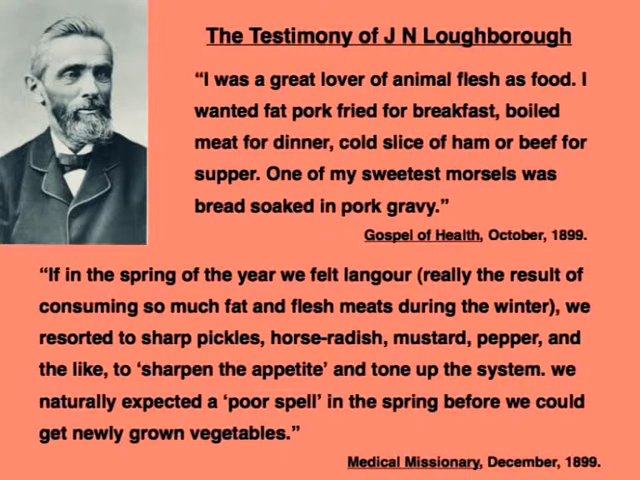 The Testimony of J N Loughborough
“I was a great lover of animal flesh as food. I
wanted fat pork fried for breakfast, boiled
meat for dinner, cold slice of ham or beef for
supper. One of my sweetest morsels was
bread soaked in pork gravy.”
Gospel of Health, October, 1899.
“If in the spring of the year we felt langour (really the result of
consuming so much fat and flesh meats during the winter), we
resorted to sharp pickles, horse-radish, mustard, pepper, and
the like, to ‘sharpen the appetite’ and tone up the system. we
naturally expected a ‘poor spell’ in the spring before we could
get newly grown vegetables.”
Medical Missionary, December, 1899.